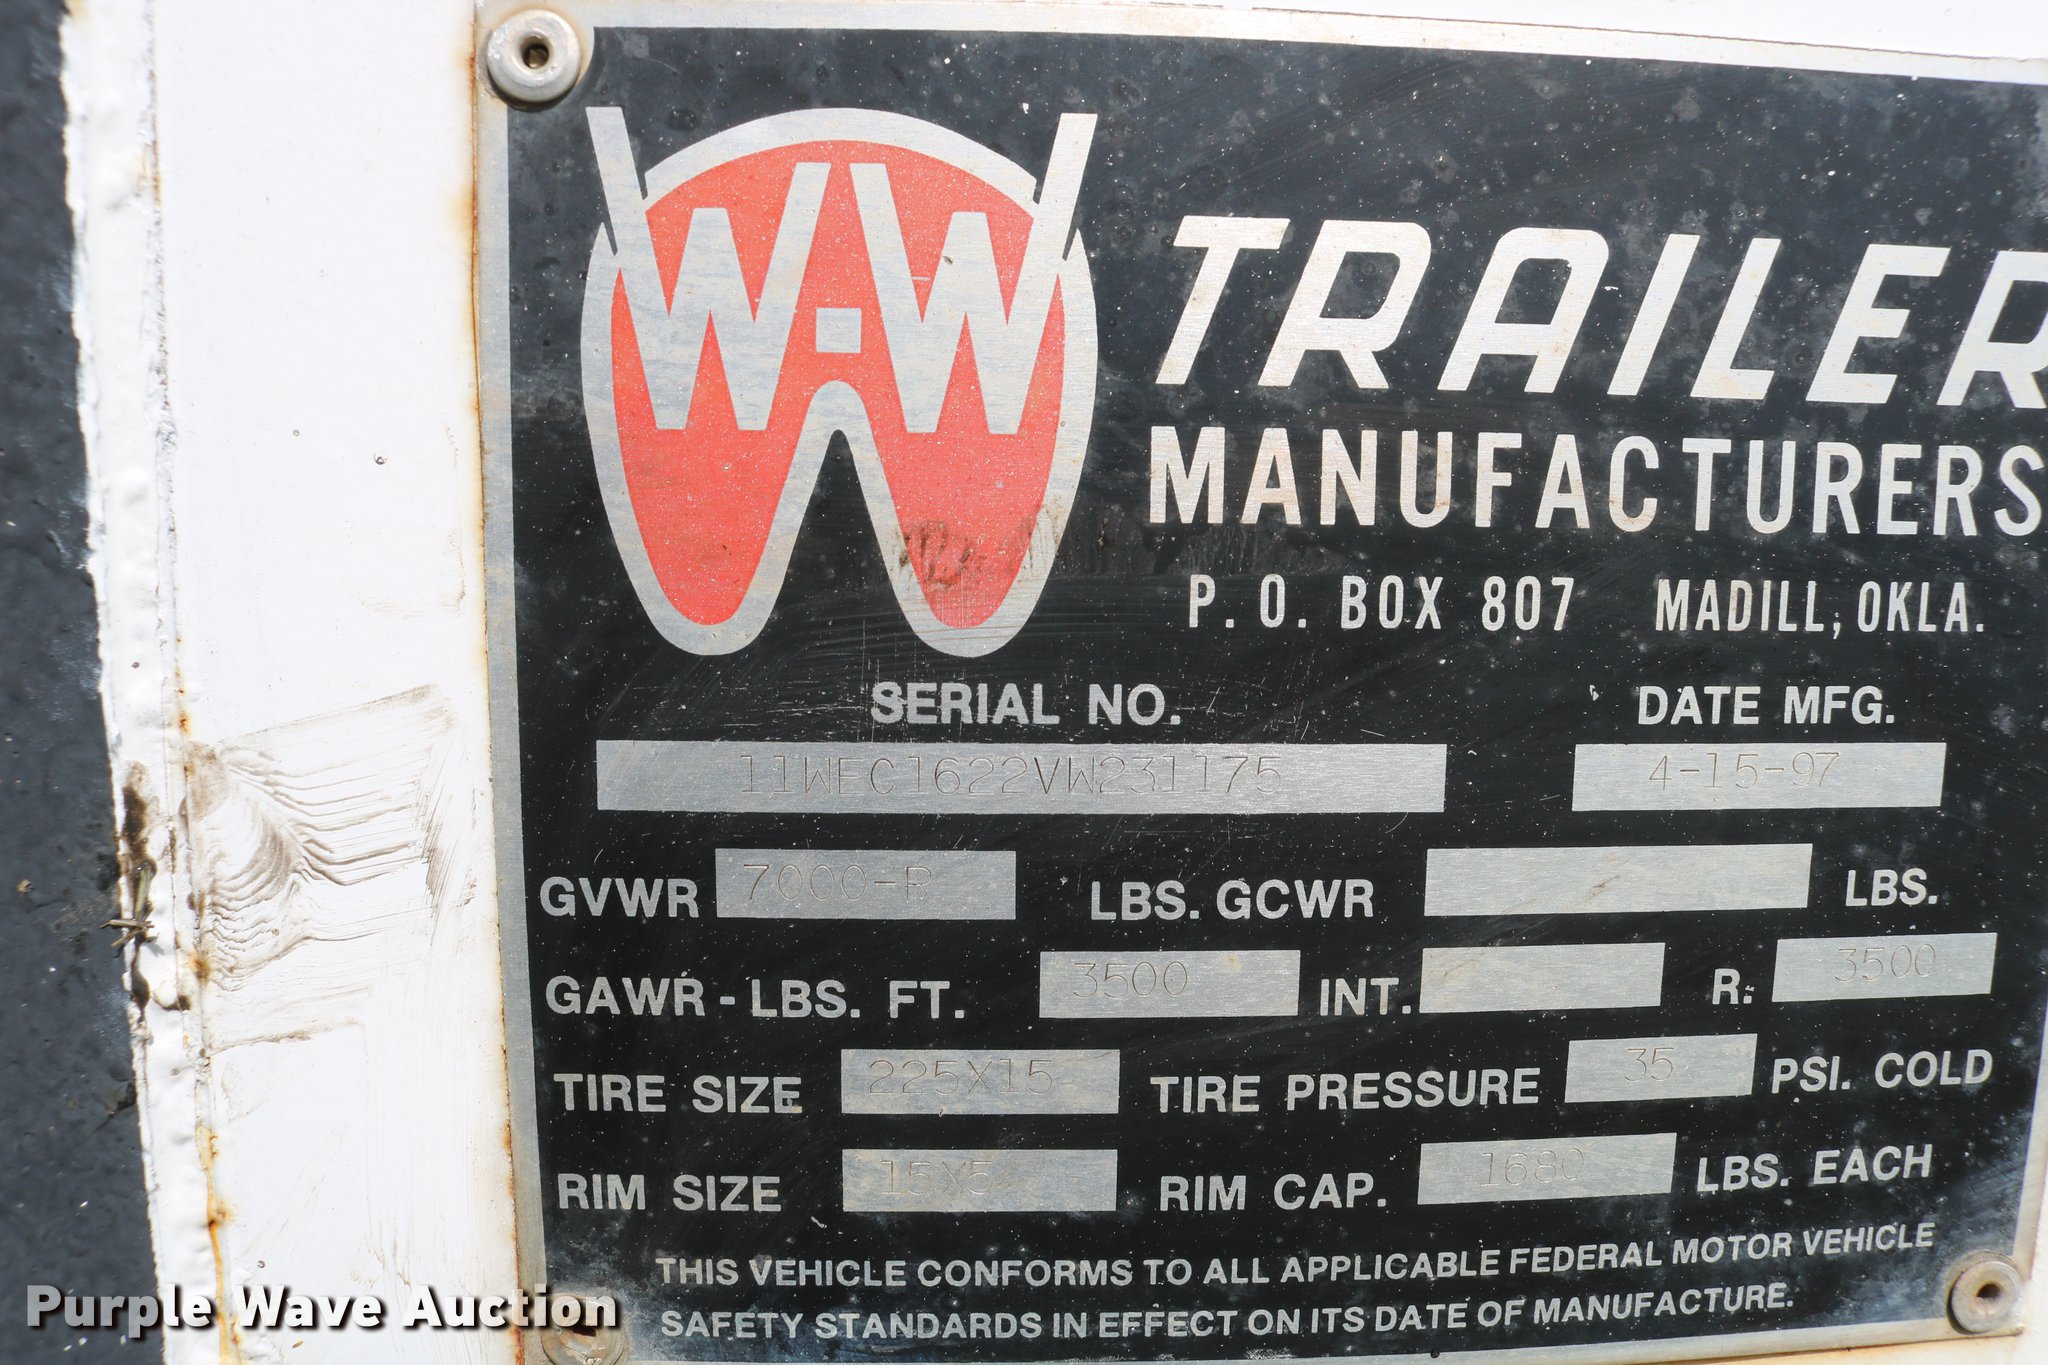 W·W
TRAILER
MANUFACTURERS
P. O. BOX 807 MADILL, OKLA.
SERIAL NO. DATE MFG.
11WFC1622VW231175 4-15-97
GVWR 7000-R LBS. GCWR LBS.
GAWR - LBS. FT. 3500 INT. R: 3500
TIRE SIZE 225X15 TIRE PRESSURE 35 PSI. COLD
RIM SIZE 15X5 RIM CAP. 1680 LBS. EACH
THIS VEHICLE CONFORMS TO ALL APPLICABLE FEDERAL MOTOR VEHICLE
SAFETY STANDARDS IN EFFECT ON ITS DATE OF MANUFACTURE.
Purple Wave Auction